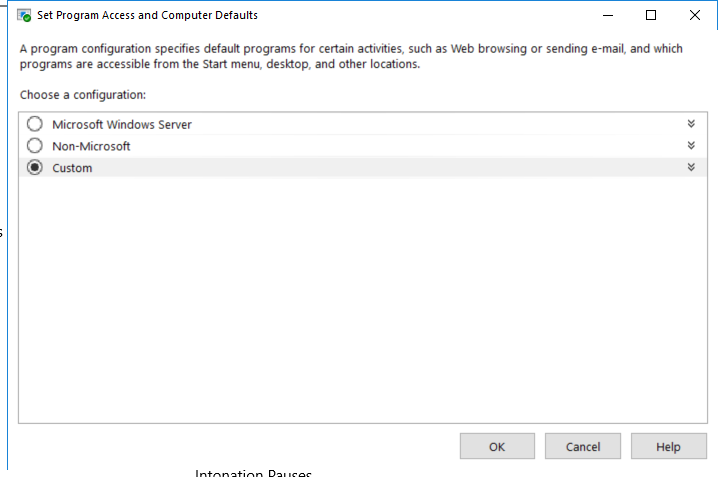 Set Program Access and Computer Defaults
A program configuration specifies default programs for certain activities, such as Web browsing or sending e-mail, and which
programs are accessible from the Start menu, desktop, and other locations.
Choose a configuration:
Microsoft Windows Server
Non-Microsoft
Custom
s
OK Cancel Help
Intonation Pauses